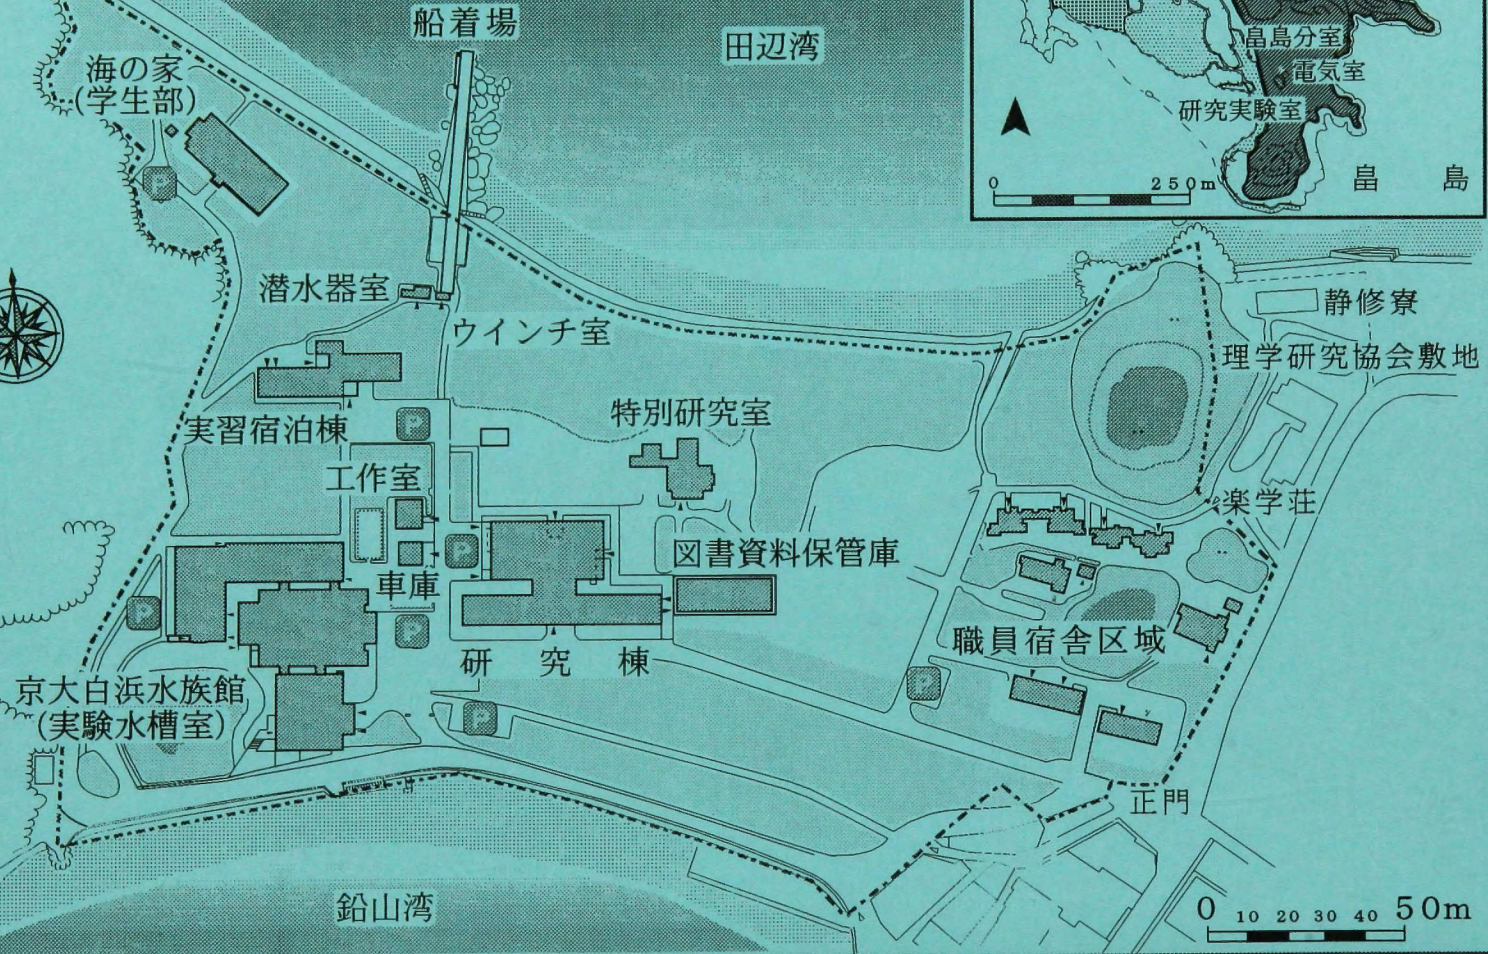 船着場
田辺湾
畠島分室
電気室
研究実験室
0 250m
畠島
海の家
(学生部)
P
潜水器室
ウインチ室
静修寮
理学研究協会敷地
実習宿泊棟
P
特別研究室
工作室
楽学荘
P
図書資料保管庫
車庫
P
P
職員宿舎区域
研究棟
P
京大白浜水族館
(実験水槽室)
P
正門
鉛山湾
0 10 20 30 40 50m